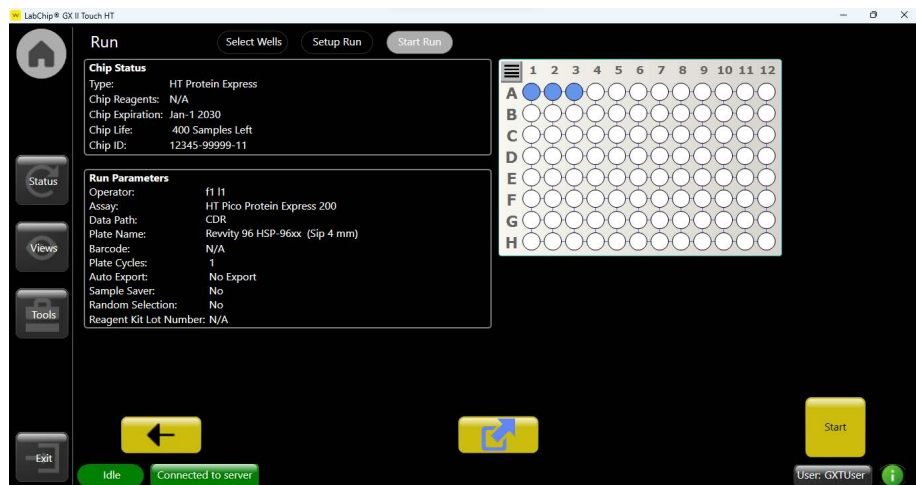 LabChip® GX II Touch HT
Run
Select Wells
Setup Run
Start Run
Chip Status
Type: HT Protein Express
Chip Reagents: N/A
Chip Expiration: Jan-1 2030
Chip Life: 400 Samples Left
Chip ID: 12345-99999-11
Run Parameters
Operator: f1 l1
Assay: HT Pico Protein Express 200
Data Path: CDR
Plate Name: Revvity 96 HSP-96xx (Sip 4 mm)
Barcode: N/A
Plate Cycles: 1
Auto Export: No Export
Sample Saver: No
Random Selection: No
Reagent Kit Lot Number: N/A
1 2 3 4 5 6 7 8 9 10 11 12
A
B
C
D
E
F
G
H
Status
Views
Tools
Exit
Start
Idle
Connected to server
User: GXTUser
i